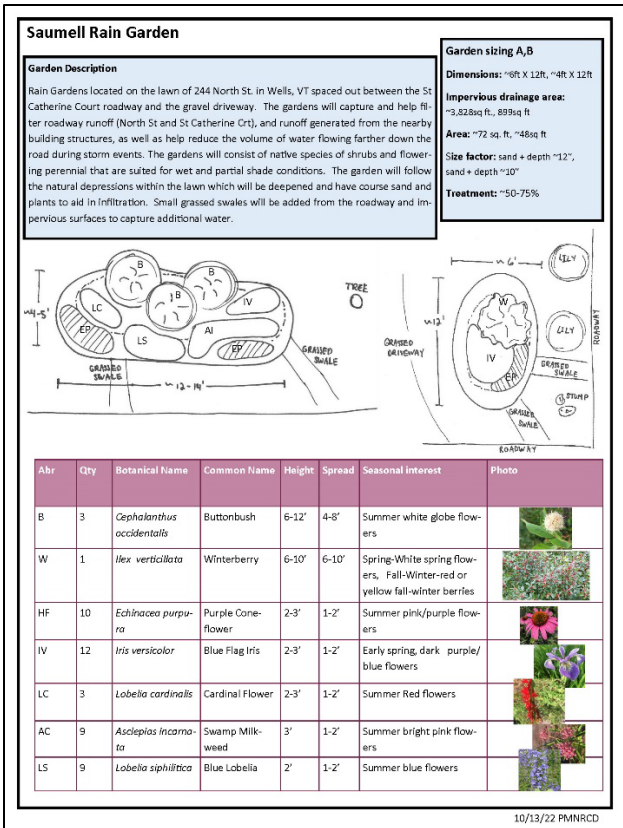 Saumell Rain Garden
Garden Description
Rain Gardens located on the lawn of 244 North St. in Wells, VT spaced out between the St
Catherine Court roadway and the gravel driveway. The gardens will capture and help fil-
ter roadway runoff (North St and St Catherine Crt), and runoff generated from the nearby
building structures, as well as help reduce the volume of water flowing farther down the
road during storm events. The gardens will consist of native species of shrubs and flower-
ing perennial that are suited for wet and partial shade conditions. The garden will follow
the natural depressions within the lawn which will be deepened and have course sand and
plants to aid in infiltration. Small grassed swales will be added from the roadway and im-
pervious surfaces to capture additional water.
Garden sizing A,B
Dimensions: ~6ft X 12ft, ~4ft X 12ft
Impervious drainage area:
~3,828sq ft., 899sq ft
Area: ~72 sq. ft., ~48sq ft
Size factor: sand + depth ~12”,
sand + depth ~10”
Treatment: ~50-75%
B
B
B
LC
IV
EP
LS
AI
EP
~4-5'
GRASSED
SWALE
~12-14'
GRASSED
SWALE
TREE
~6'
LILY
W
~12'
LILY
ROADWAY
GRASSED
DRIVEWAY
IV
EP
GRASSED
SWALE
STUMP
GRASSED
SWALE
ROADWAY
Abr Qty Botanical Name Common Name Height Spread Seasonal interest Photo
B 3 Cephalanthus Buttonbush 6-12’ 4-8’ Summer white globe flow-
occidentalis ers
W 1 Ilex verticillata Winterberry 6-10’ 6-10’ Spring-White spring flow-
ers, Fall-Winter-red or
yellow fall-winter berries
HF 10 Echinacea purpu- Purple Cone- 2-3’ 1-2’ Summer pink/purple flow-
ra flower ers
IV 12 Iris versicolor Blue Flag Iris 2-3’ 1-2’ Early spring, dark purple/
blue flowers
LC 3 Lobelia cardinalis Cardinal Flower 2-3’ 1-2’ Summer Red flowers
AC 9 Asclepias incarna- Swamp Milk- 3’ 1-2’ Summer bright pink flow-
ta weed ers
LS 9 Lobelia siphilitica Blue Lobelia 2’ 1-2’ Summer blue flowers
10/13/22 PMNRCD